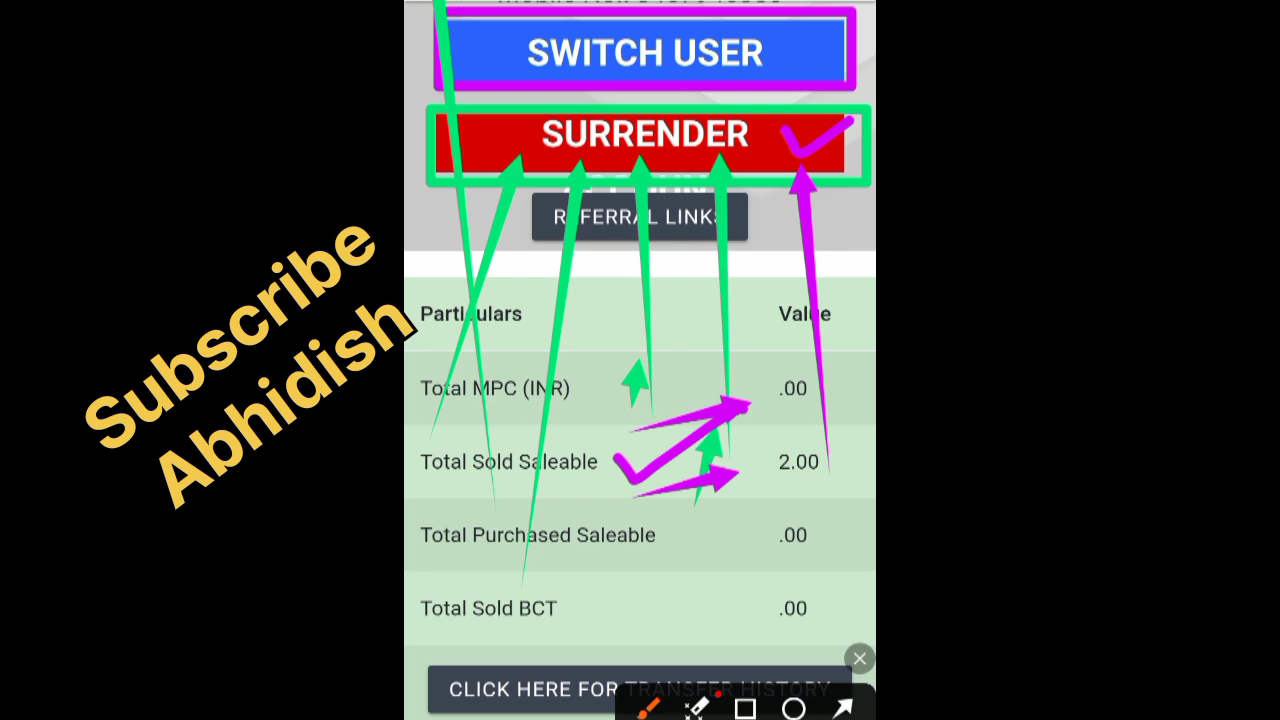 SWITCH USER
SURRENDER
REFERRAL LINKS
Particulars Value
Total MPC (INR) .00
Total Sold Saleable 2.00
Total Purchased Saleable .00
Total Sold BCT .00
CLICK HERE FOR TRANSFER HISTORY
Subscribe
Abhidish